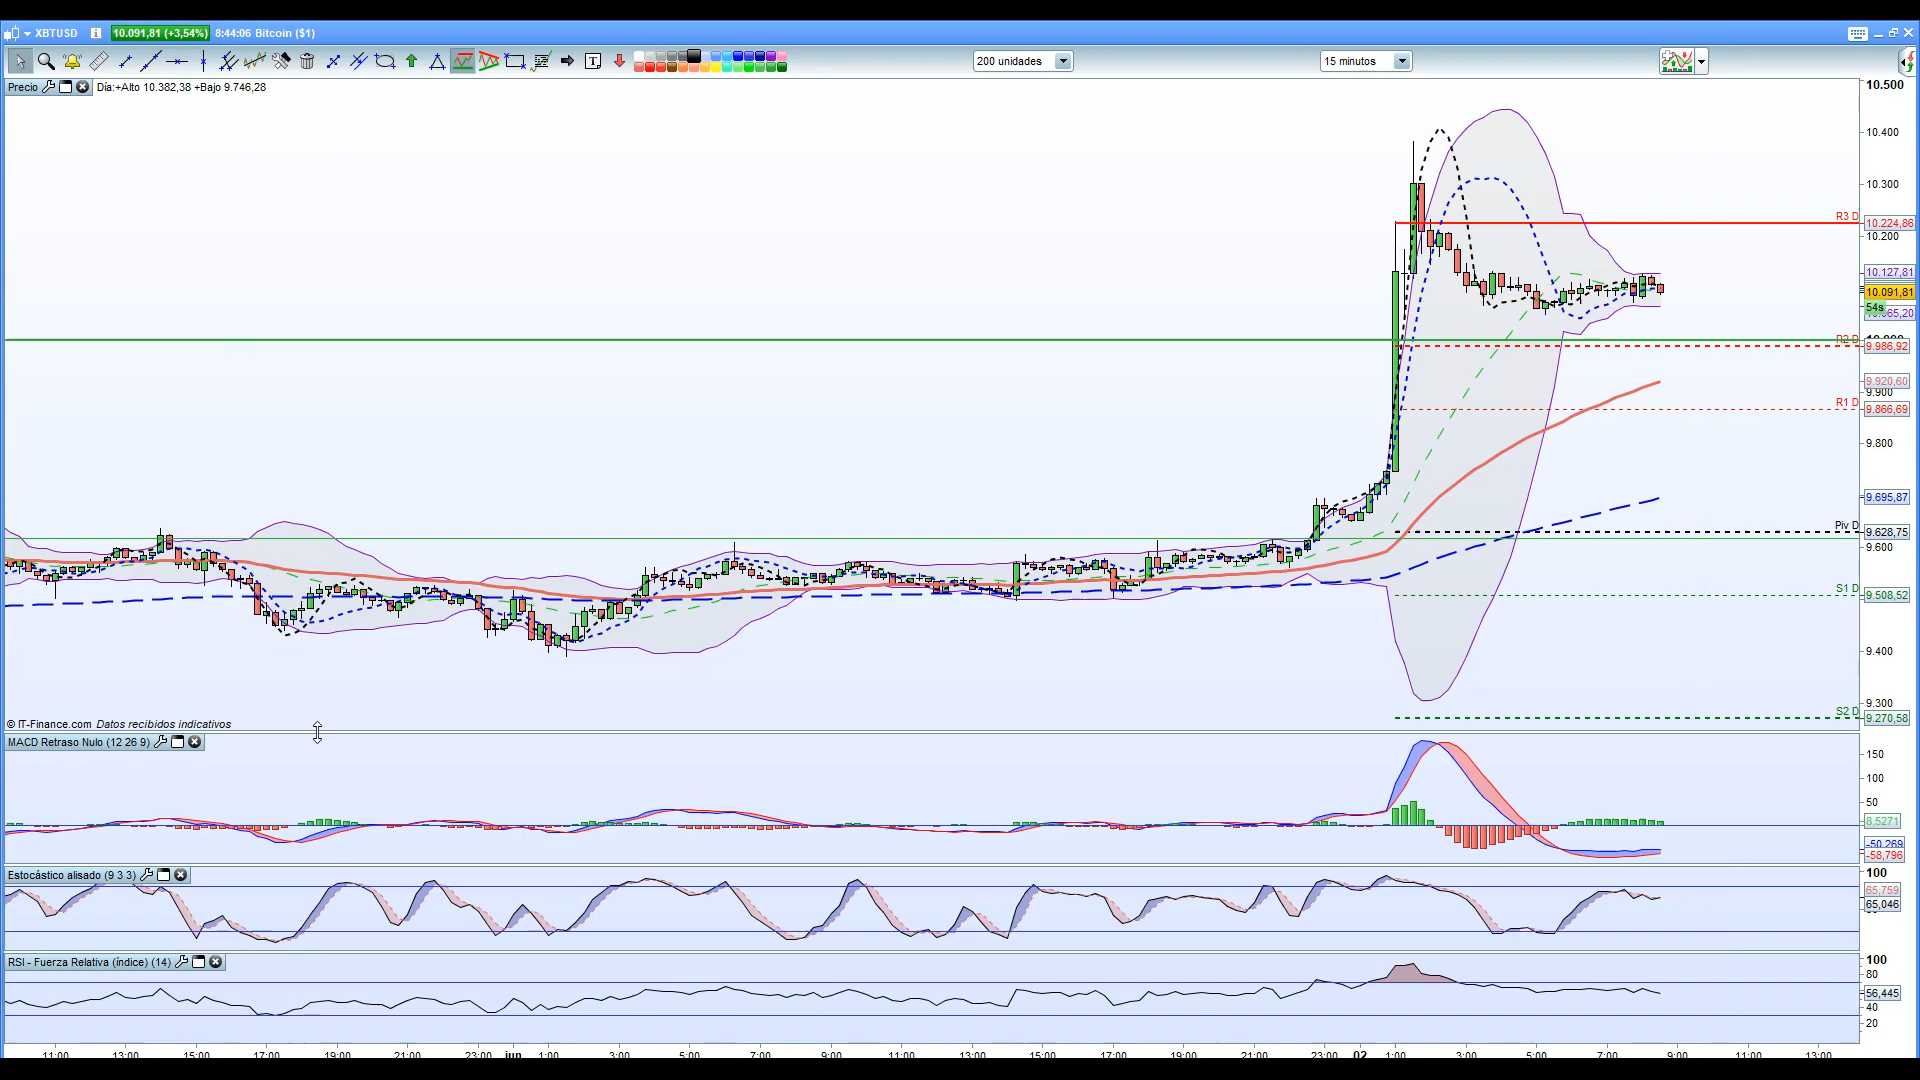 XBTUSD 10.091,81 (+3,54%) 8:44:06 Bitcoin ($1)
200 unidades
15 minutos
Precio Día:+Alto 10.382,38 +Bajo 9.746,28
10.500
10.400
10.300
R3 D 10.224,86
10.200
10.127,81
10.091,81
54s
R2 D 9.986,92
9.920,60
9.900
R1 D 9.866,69
9.800
9.695,87
Piv D 9.628,75
9.600
S1 D 9.508,52
9.400
9.300
S2 D 9.270,58
© IT-Finance.com Datos recibidos indicativos
MACD Retraso Nulo (12 26 9)
150
100
50
8,5271
-50,269
-58,796
Estocástico alisado (9 3 3)
100
65,759
65,046
RSI - Fuerza Relativa (índice) (14)
100
80
56,445
40
20
11:00 13:00 15:00 17:00 19:00 21:00 23:00 jun 1:00 3:00 5:00 7:00 9:00 11:00 13:00 15:00 17:00 19:00 21:00 23:00 02 1:00 3:00 5:00 7:00 9:00 11:00 13:00